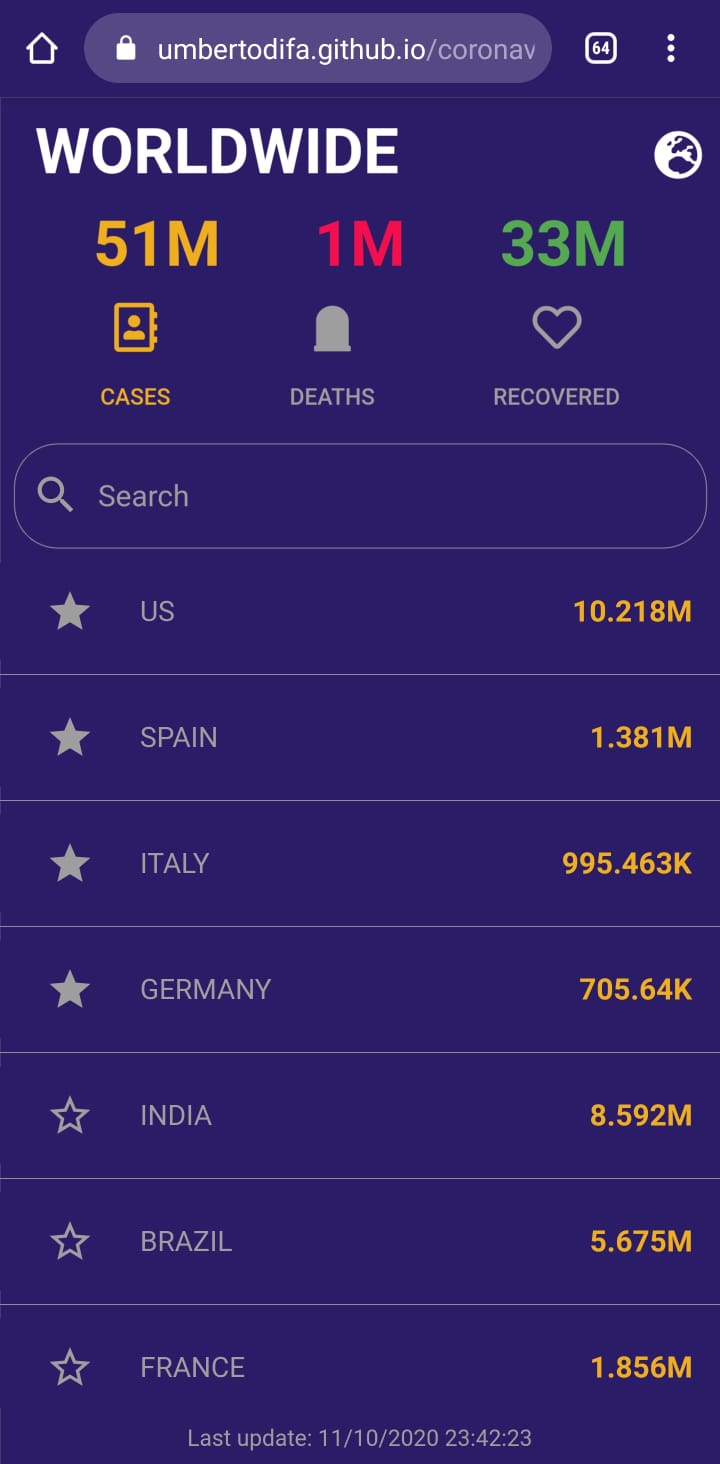 umbertodifa.github.io/coronav
64
WORLDWIDE
51M 1M 33M
CASES DEATHS RECOVERED
Search
US 10.218M
SPAIN 1.381M
ITALY 995.463K
GERMANY 705.64K
INDIA 8.592M
BRAZIL 5.675M
FRANCE 1.856M
Last update: 11/10/2020 23:42:23